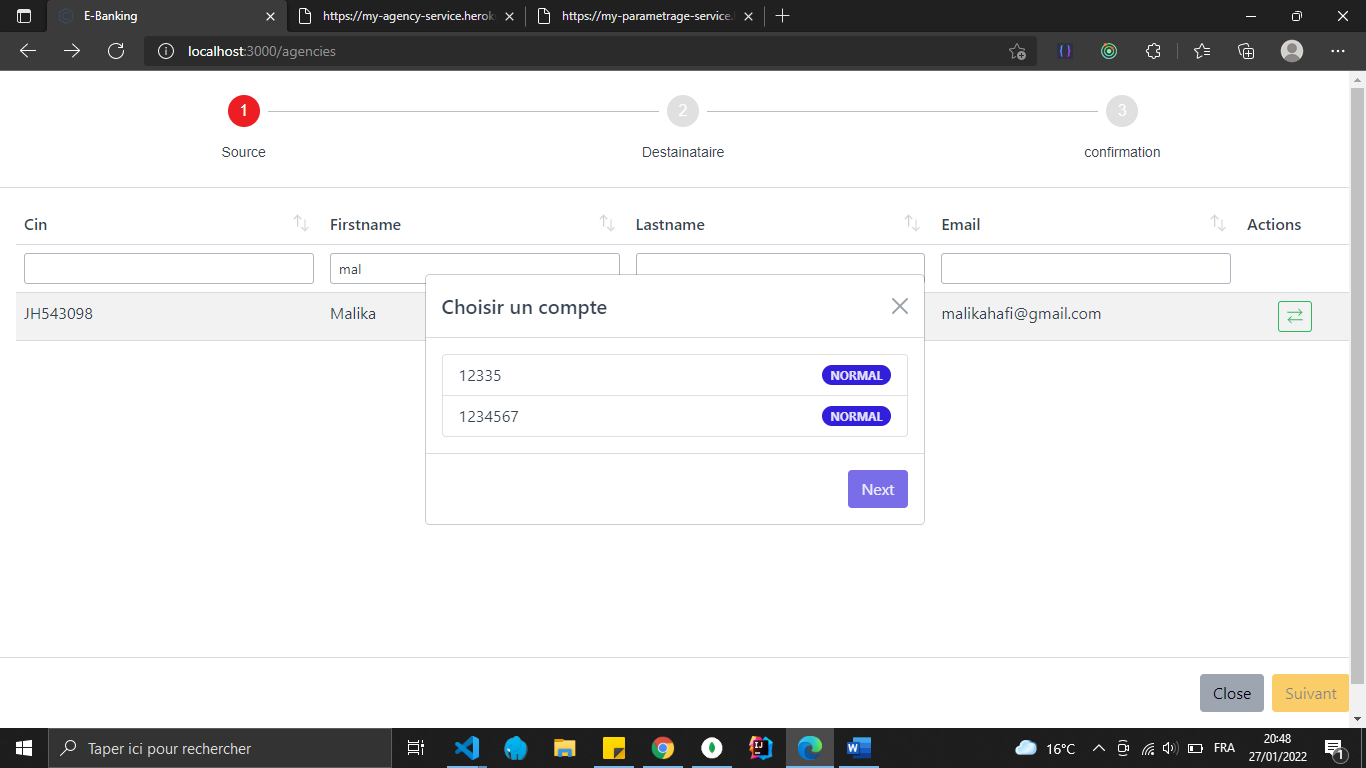 E-Banking
https://my-agency-service.herok
https://my-parametrage-service.
localhost:3000/agencies
1
2
3
Source
Destainataire
confirmation
Cin
Firstname
Lastname
Email
Actions
mal
JH543098
Malika
malikahafi@gmail.com
Choisir un compte
12335
NORMAL
1234567
NORMAL
Next
Close
Suivant
Taper ici pour rechercher
16°C
FRA
20:48
27/01/2022
1